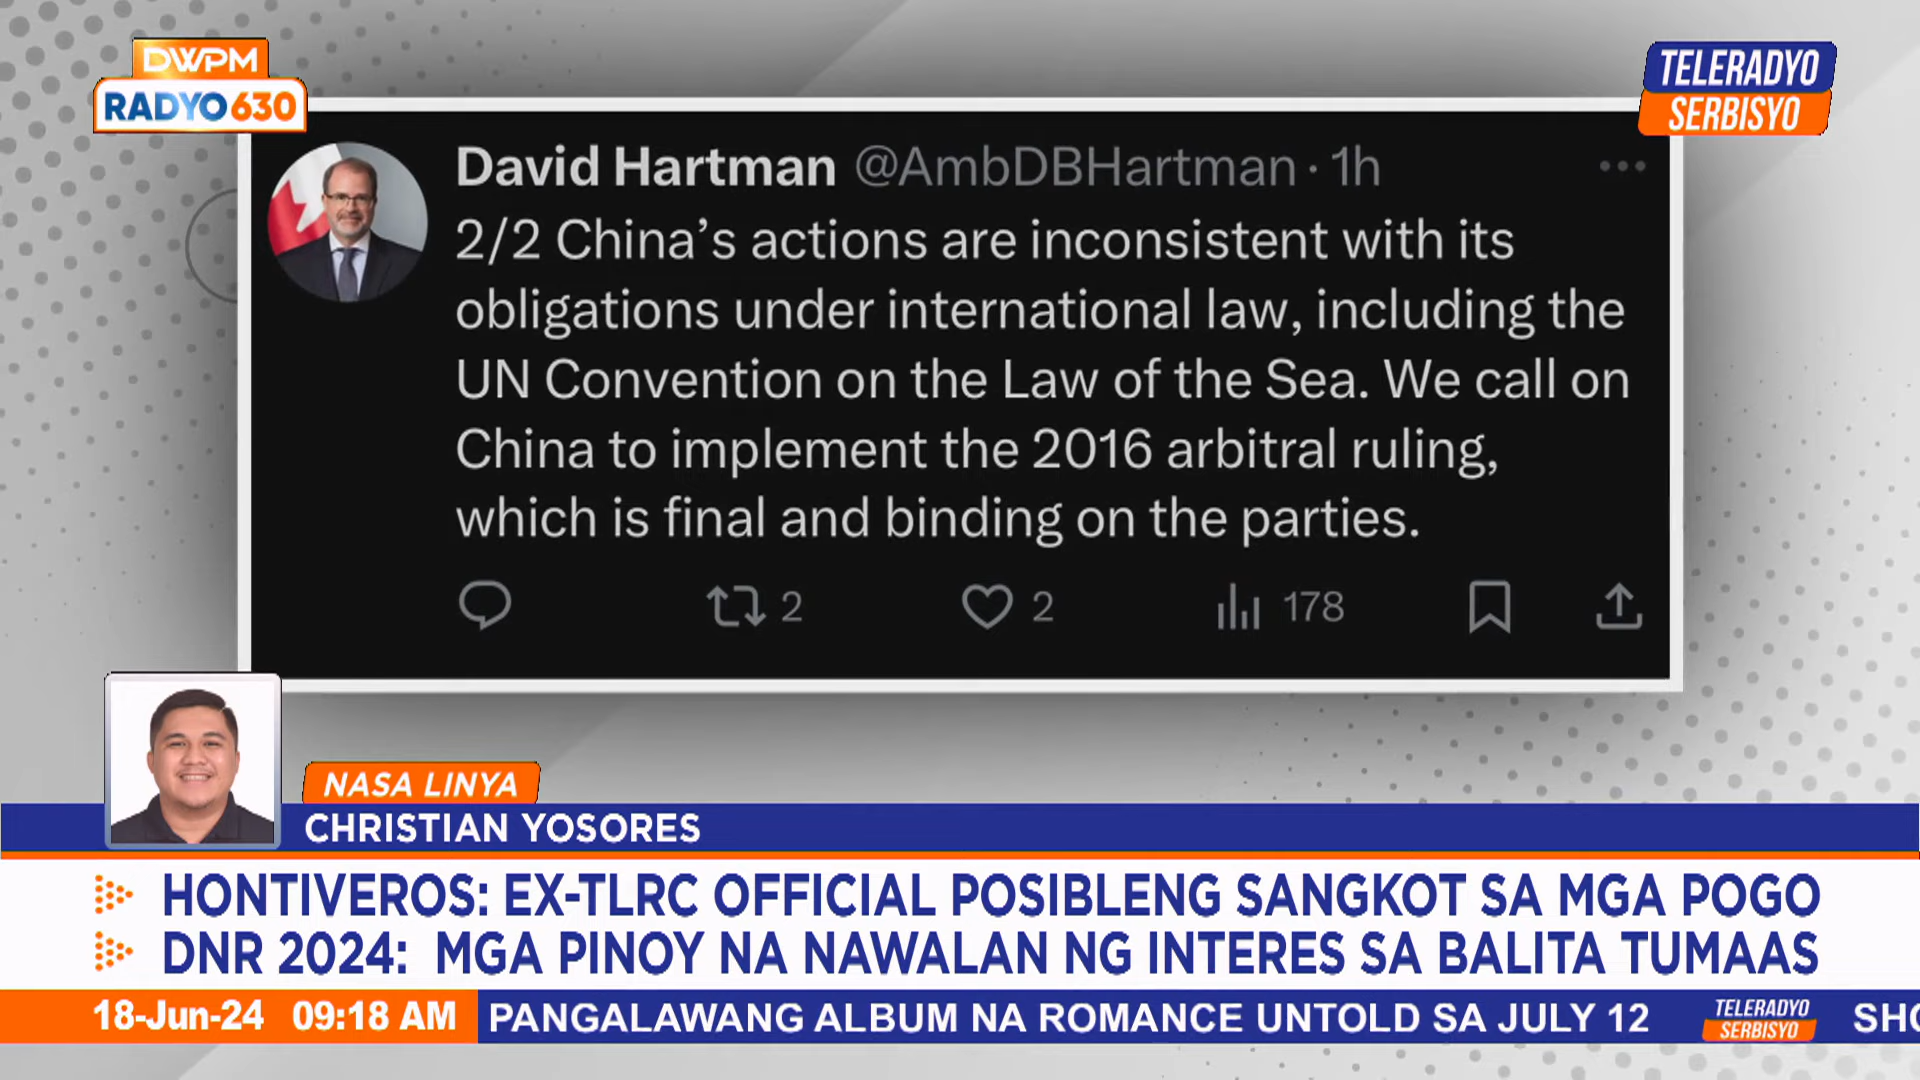 DWPM
RADYO 630
TELERADYO
SERBISYO
David Hartman @AmbDBHartman · 1h
2/2 China’s actions are inconsistent with its
obligations under international law, including the
UN Convention on the Law of the Sea. We call on
China to implement the 2016 arbitral ruling,
which is final and binding on the parties.
2 2 178
NASA LINYA
CHRISTIAN YOSORES
HONTIVEROS: EX-TLRC OFFICIAL POSIBLENG SANGKOT SA MGA POGO
DNR 2024: MGA PINOY NA NAWALAN NG INTERES SA BALITA TUMAAS
18-Jun-24 09:18 AM PANGALAWANG ALBUM NA ROMANCE UNTOLD SA JULY 12
TELERADYO
SERBISYO